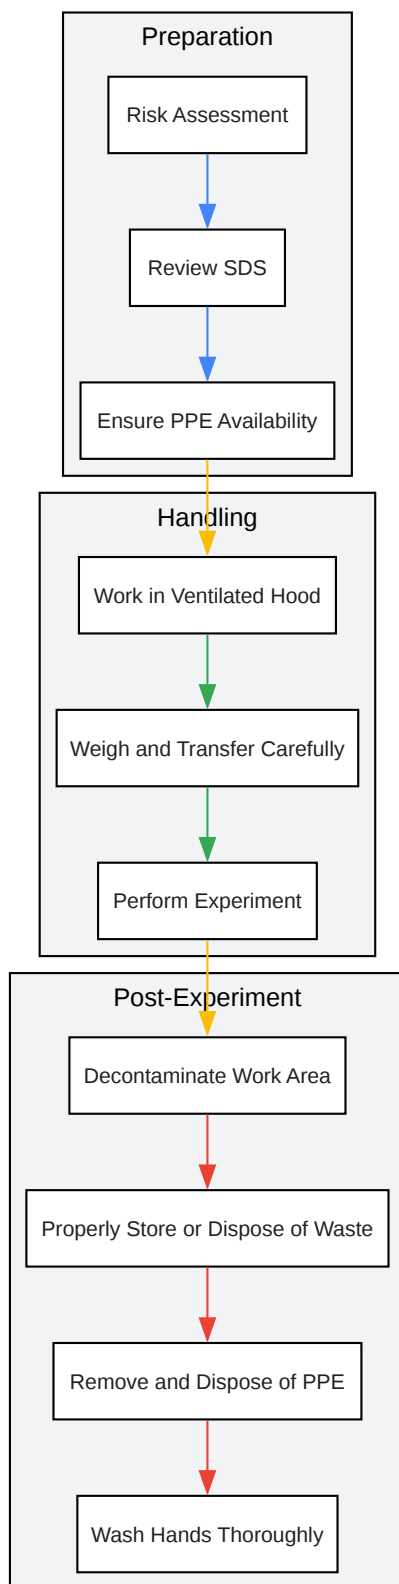 Preparation
Risk Assessment
Review SDS
Ensure PPE Availability
Handling
Work in Ventilated Hood
Weigh and Transfer Carefully
Perform Experiment
Post-Experiment
Decontaminate Work Area
Properly Store or Dispose of Waste
Remove and Dispose of PPE
Wash Hands Thoroughly